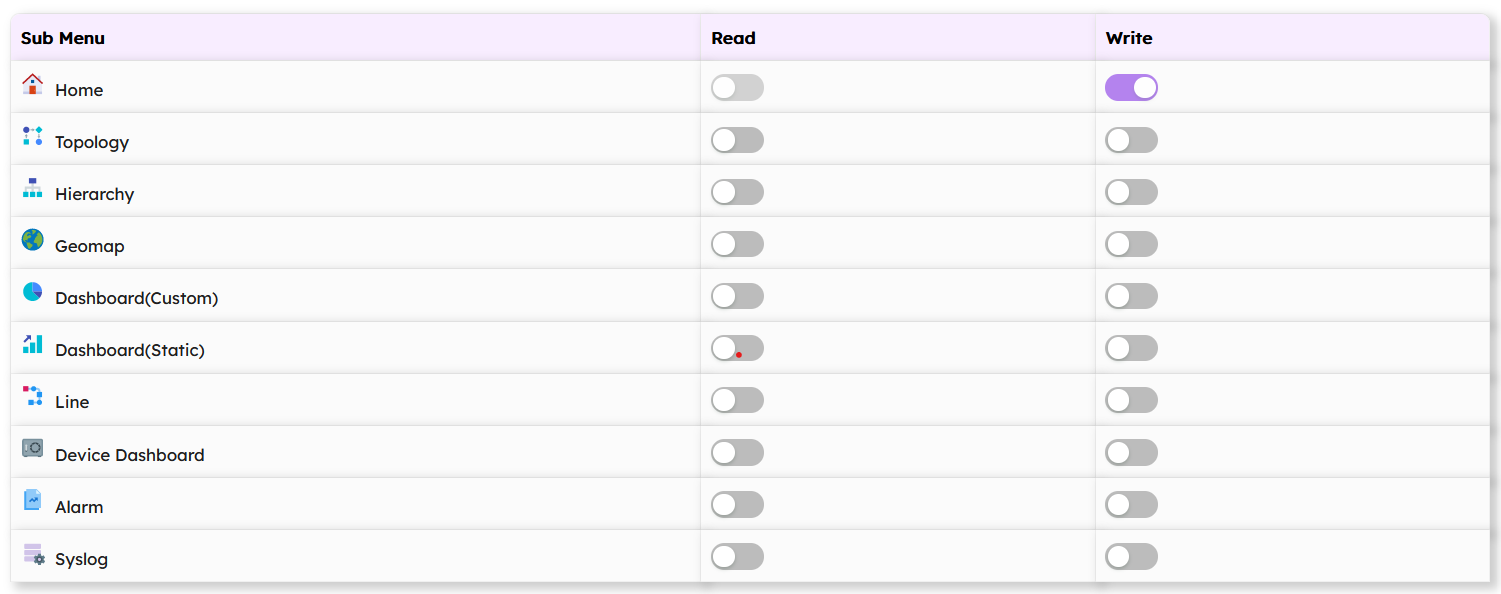 Sub Menu Read Write
Home
Topology
Hierarchy
Geomap
Dashboard(Custom)
Dashboard(Static)
Line
Device Dashboard
Alarm
Syslog